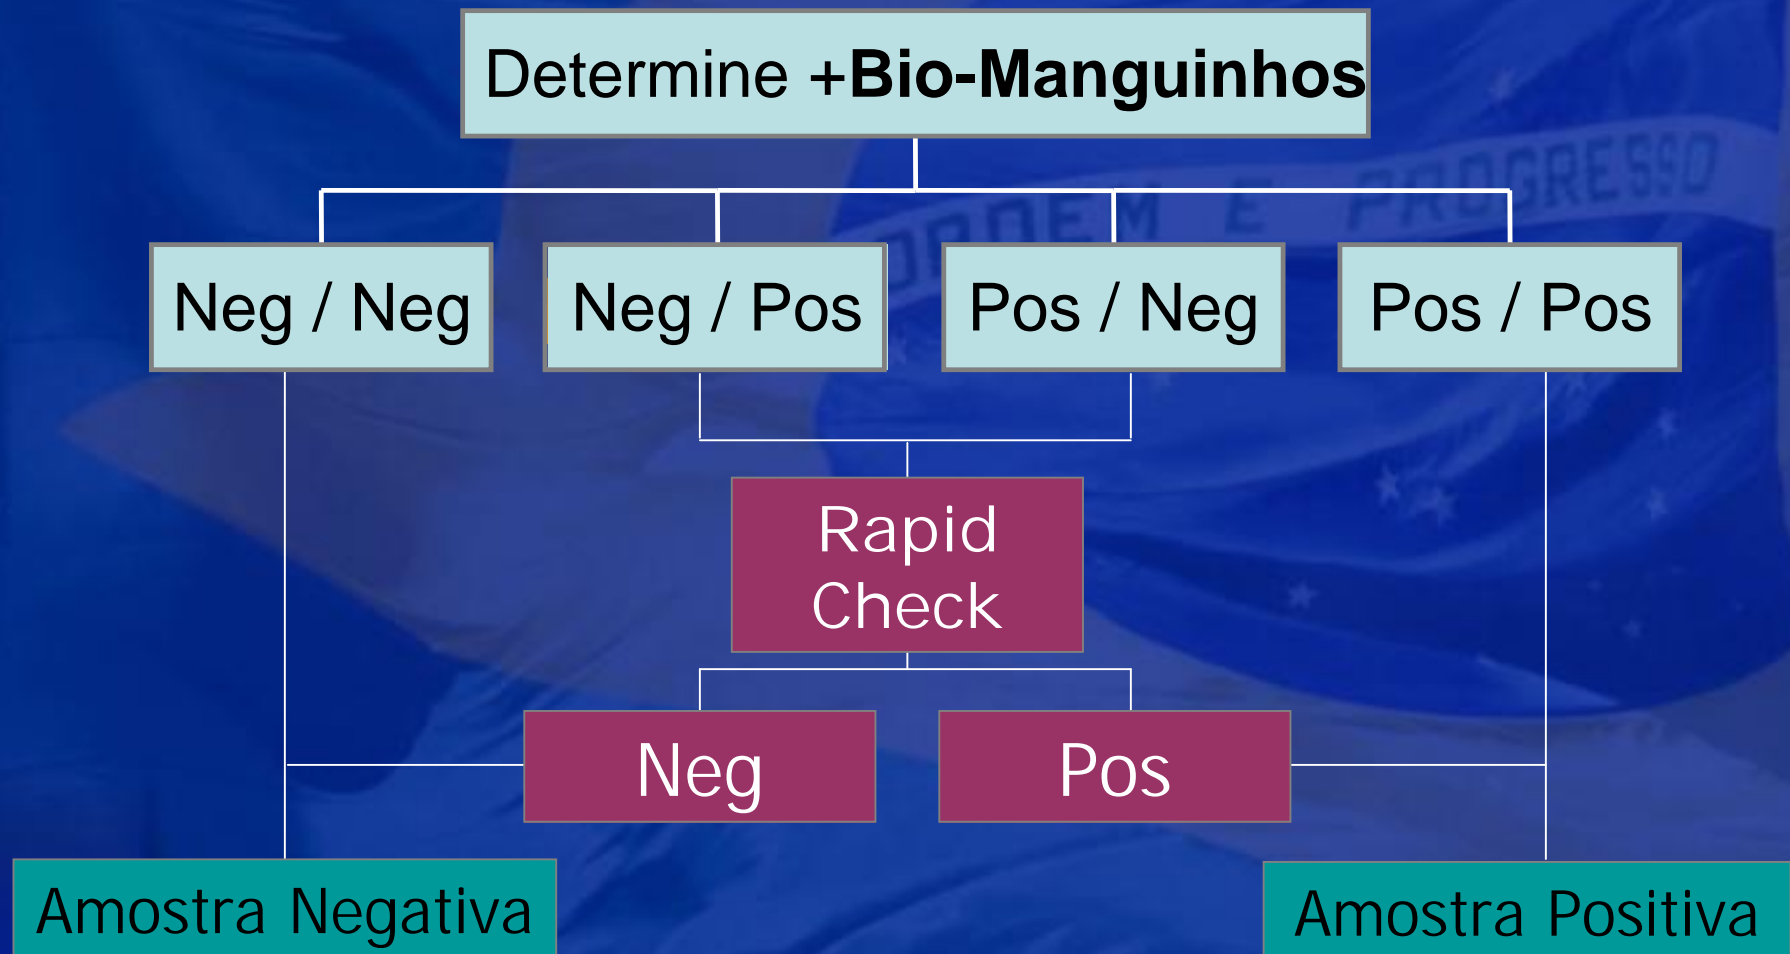 Determine +Bio-Manguinhos
ORDEM E PROGRESSO
Neg / Neg
Neg / Pos
Pos / Neg
Pos / Pos
Rapid
Check
Neg
Pos
Amostra Negativa
Amostra Positiva